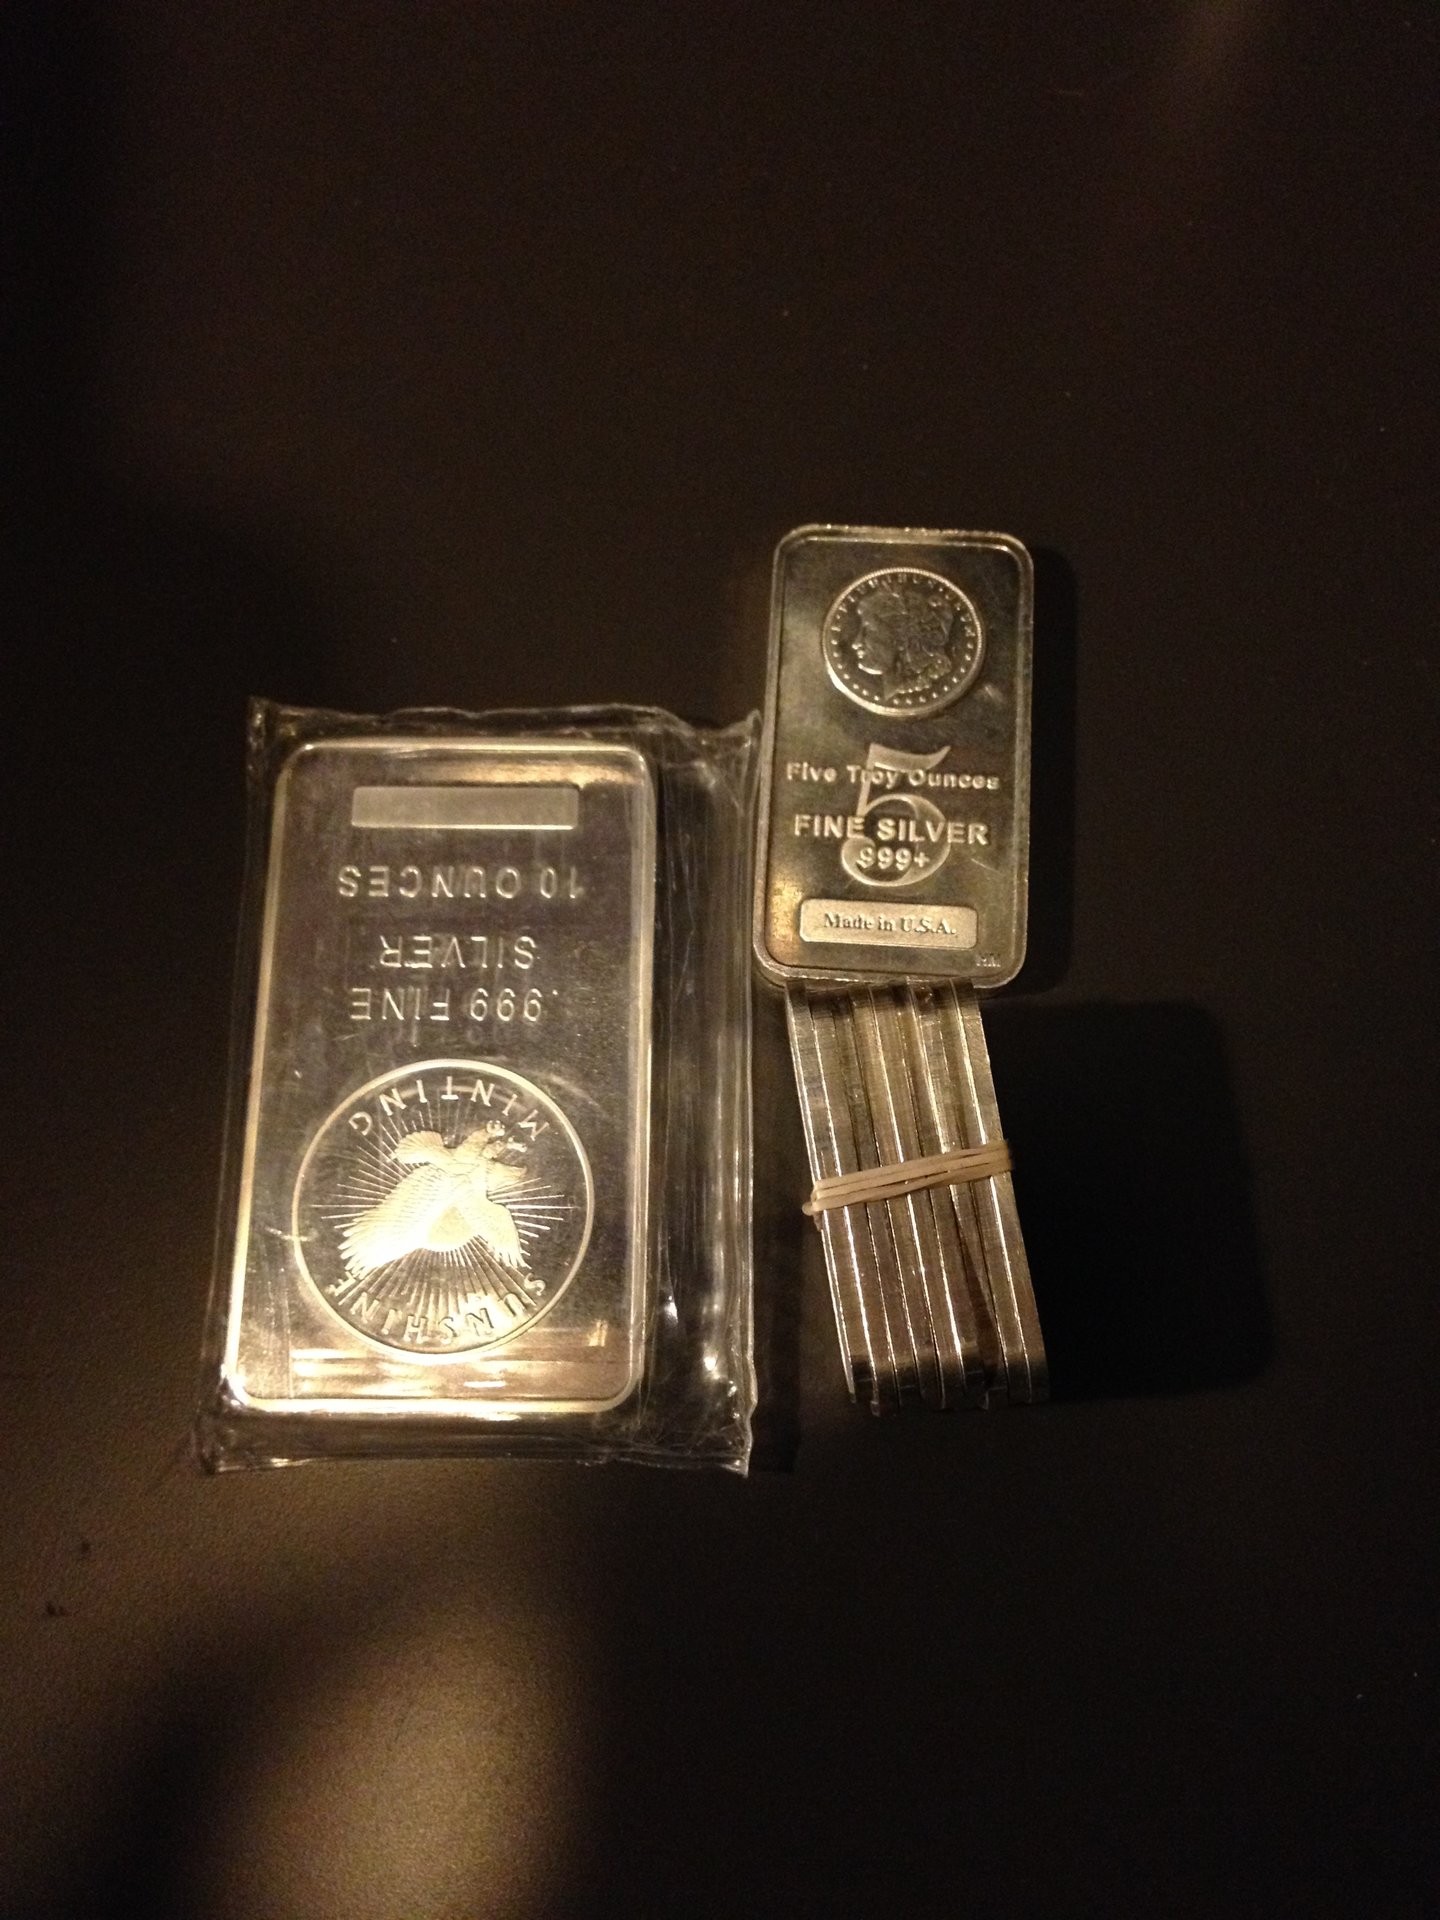 10 OUNCES
SILVER
.999 FINE
MINTING
SUNSHINE
Five Troy Ounces
5
FINE SILVER
.999+
Made in U.S.A.